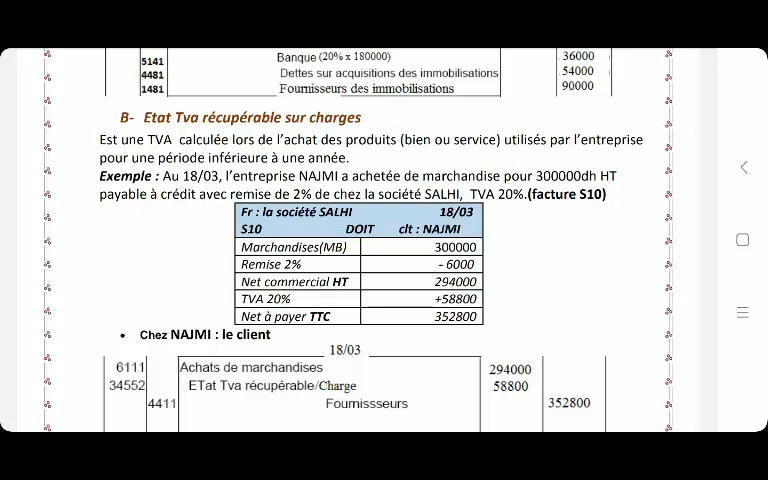 5141 Banque (20% x 180000) 36000
4481 Dettes sur acquisitions des immobilisations 54000
1481 Fournisseurs des immobilisations 90000
B- Etat Tva récupérable sur charges
Est une TVA calculée lors de l'achat des produits (bien ou service) utilisés par l'entreprise
pour une période inférieure à une année.
Exemple : Au 18/03, l'entreprise NAJMI a achetée de marchandise pour 300000dh HT
payable à crédit avec remise de 2% de chez la société SALHI, TVA 20%.(facture S10)
Fr : la société SALHI 18/03
S10 DOIT clt : NAJMI
Marchandises(MB) 300000
Remise 2% - 6000
Net commercial HT 294000
TVA 20% +58800
Net à payer TTC 352800
• Chez NAJMI : le client
18/03
6111 Achats de marchandises 294000
34552 ETat Tva récupérable/Charge 58800
4411 Fournissseurs 352800